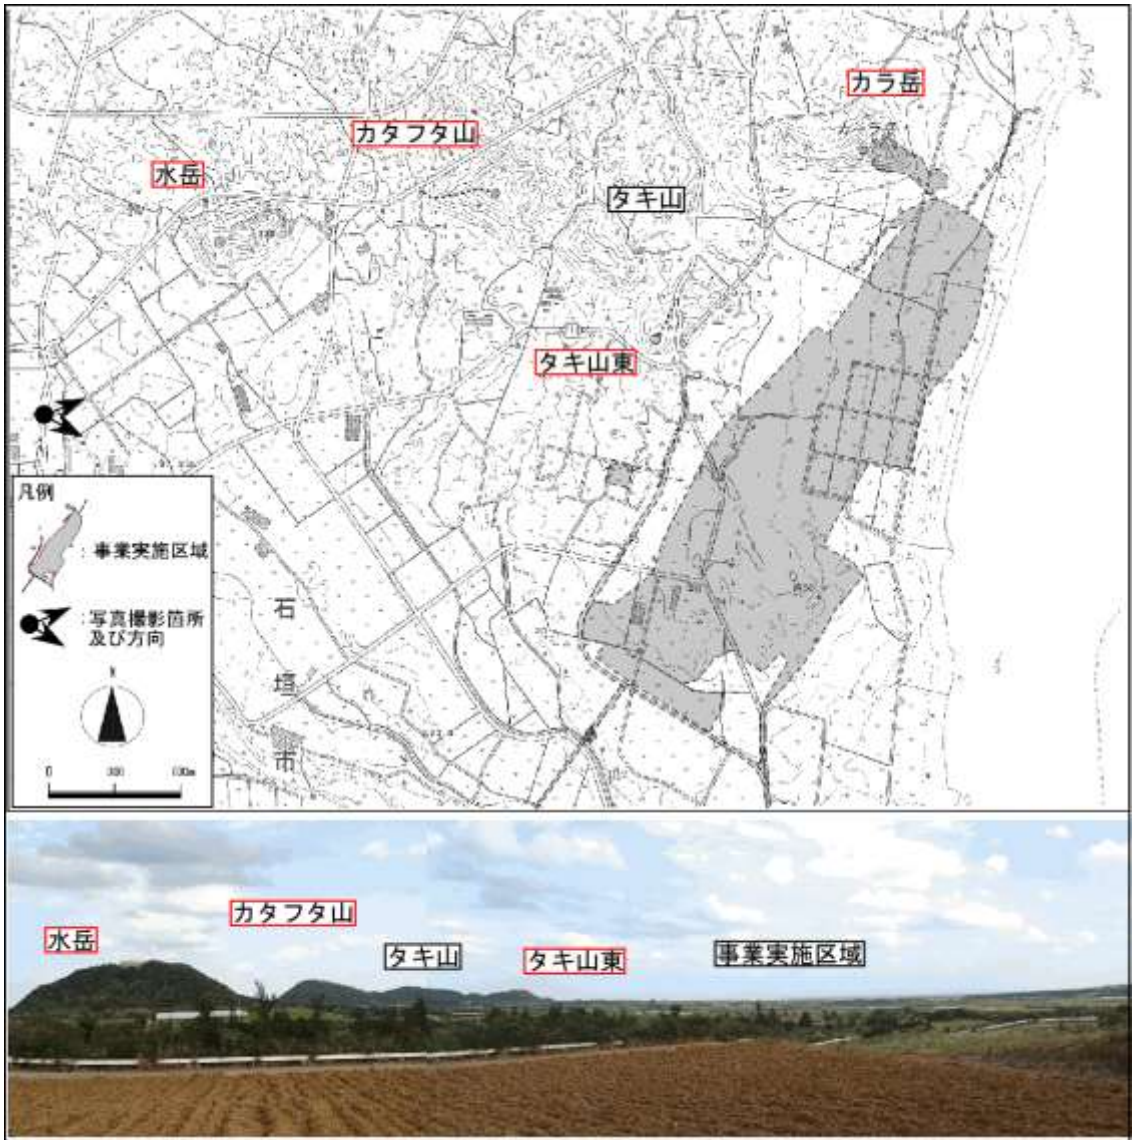 カラ岳
カタフタ山
水岳
タキ山
タキ山東
凡例
: 事業実施区域
: 写真撮影箇所
及び方向
N
0 300 600m
石
垣
市
カタフタ山
水岳
タキ山
タキ山東
事業実施区域